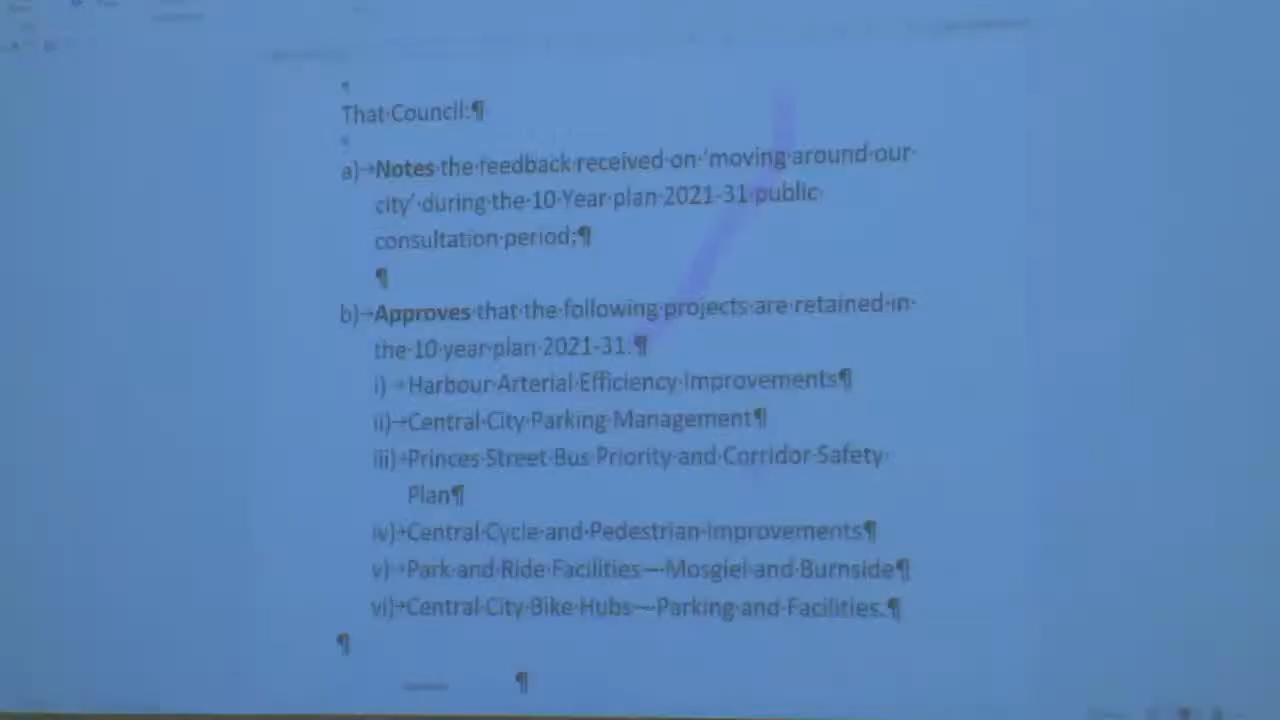 That Council:
a) Notes the feedback received on 'moving around our
city' during the 10 Year plan 2021-31 public
consultation period;
b) Approves that the following projects are retained in
the 10 year plan 2021-31.
i) Harbour Arterial Efficiency Improvements
ii) Central City Parking Management
iii) Princes Street Bus Priority and Corridor Safety
Plan
iv) Central Cycle and Pedestrian Improvements
v) Park and Ride Facilities – Mosgiel and Burnside
vi) Central City Bike Hubs – Parking and Facilities.